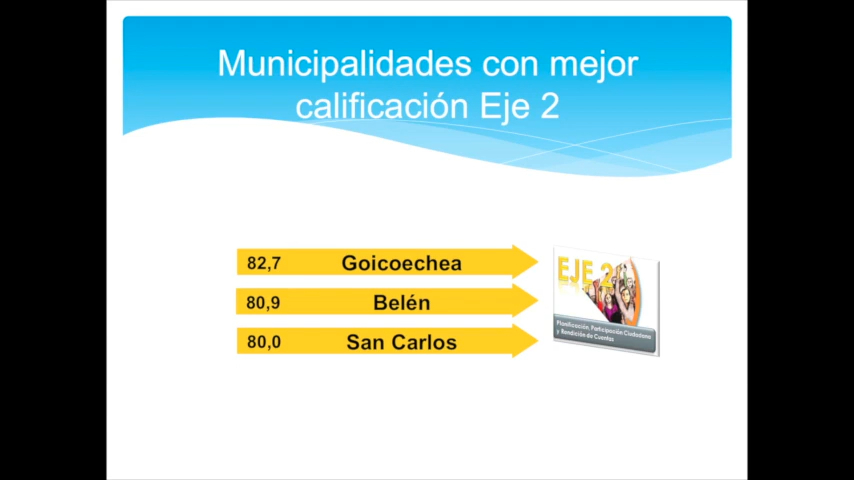 Municipalidades con mejor
calificación Eje 2
82,7 Goicoechea
80,9 Belén
80,0 San Carlos
EJE 2
Planificación, Participación Ciudadana
y Rendición de Cuentas